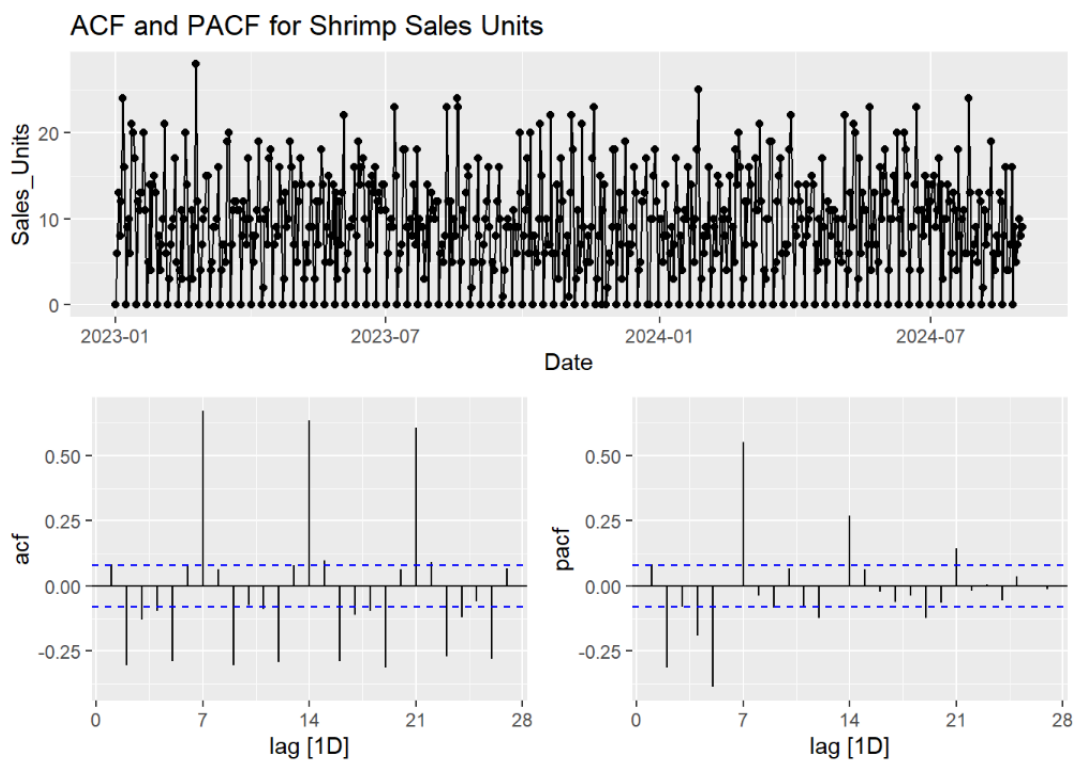 ACF and PACF for Shrimp Sales Units
Sales_Units
20
10
0
2023-01 2023-07 2024-01 2024-07
Date
acf
0.50
0.25
0.00
-0.25
0 7 14 21 28
lag [1D]
pacf
0.50
0.25
0.00
-0.25
0 7 14 21 28
lag [1D]